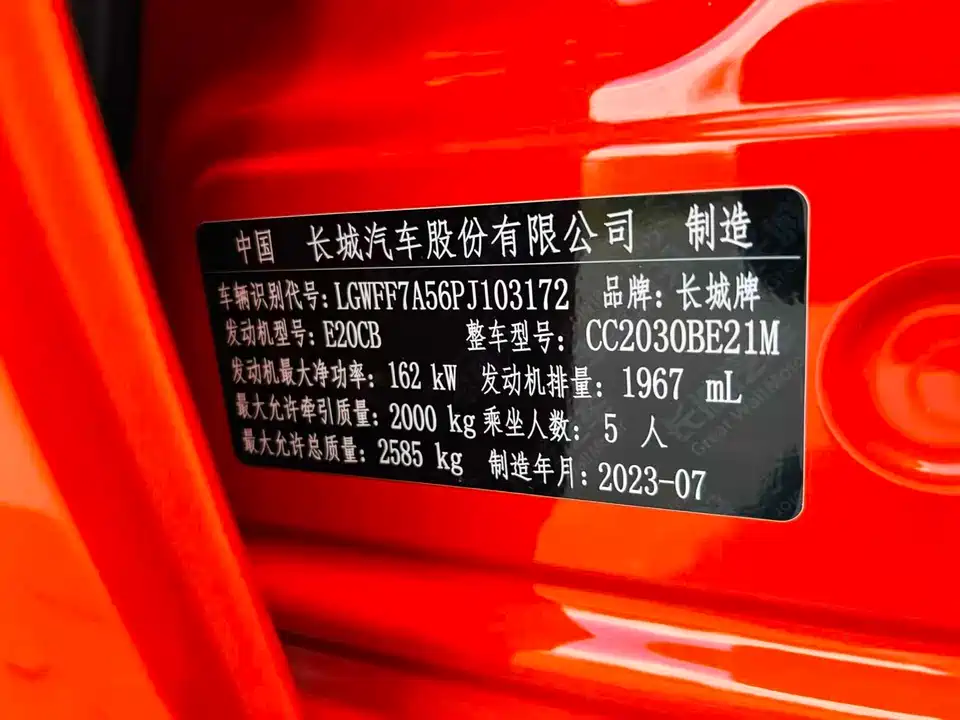 中国 长城汽车股份有限公司 制造
车辆识别代号: LGWFF7A56PJ103172 品牌: 长城牌
发动机型号: E20CB 整车型号: CC2030BE21M
发动机最大净功率: 162 kW 发动机排量: 1967 mL
最大允许牵引质量: 2000 kg 乘坐人数: 5 人
最大允许总质量: 2585 kg 制造年月: 2023-07